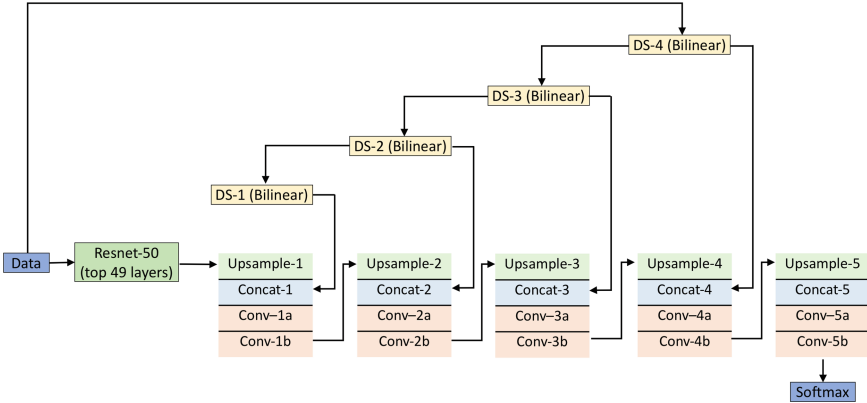 DS-4 (Bilinear)
DS-3 (Bilinear)
DS-2 (Bilinear)
DS-1 (Bilinear)
Data
Resnet-50
(top 49 layers)
Upsample-1
Concat-1
Conv–1a
Conv-1b
Upsample-2
Concat-2
Conv–2a
Conv-2b
Upsample-3
Concat-3
Conv–3a
Conv-3b
Upsample-4
Concat-4
Conv–4a
Conv-4b
Upsample-5
Concat-5
Conv–5a
Conv-5b
Softmax